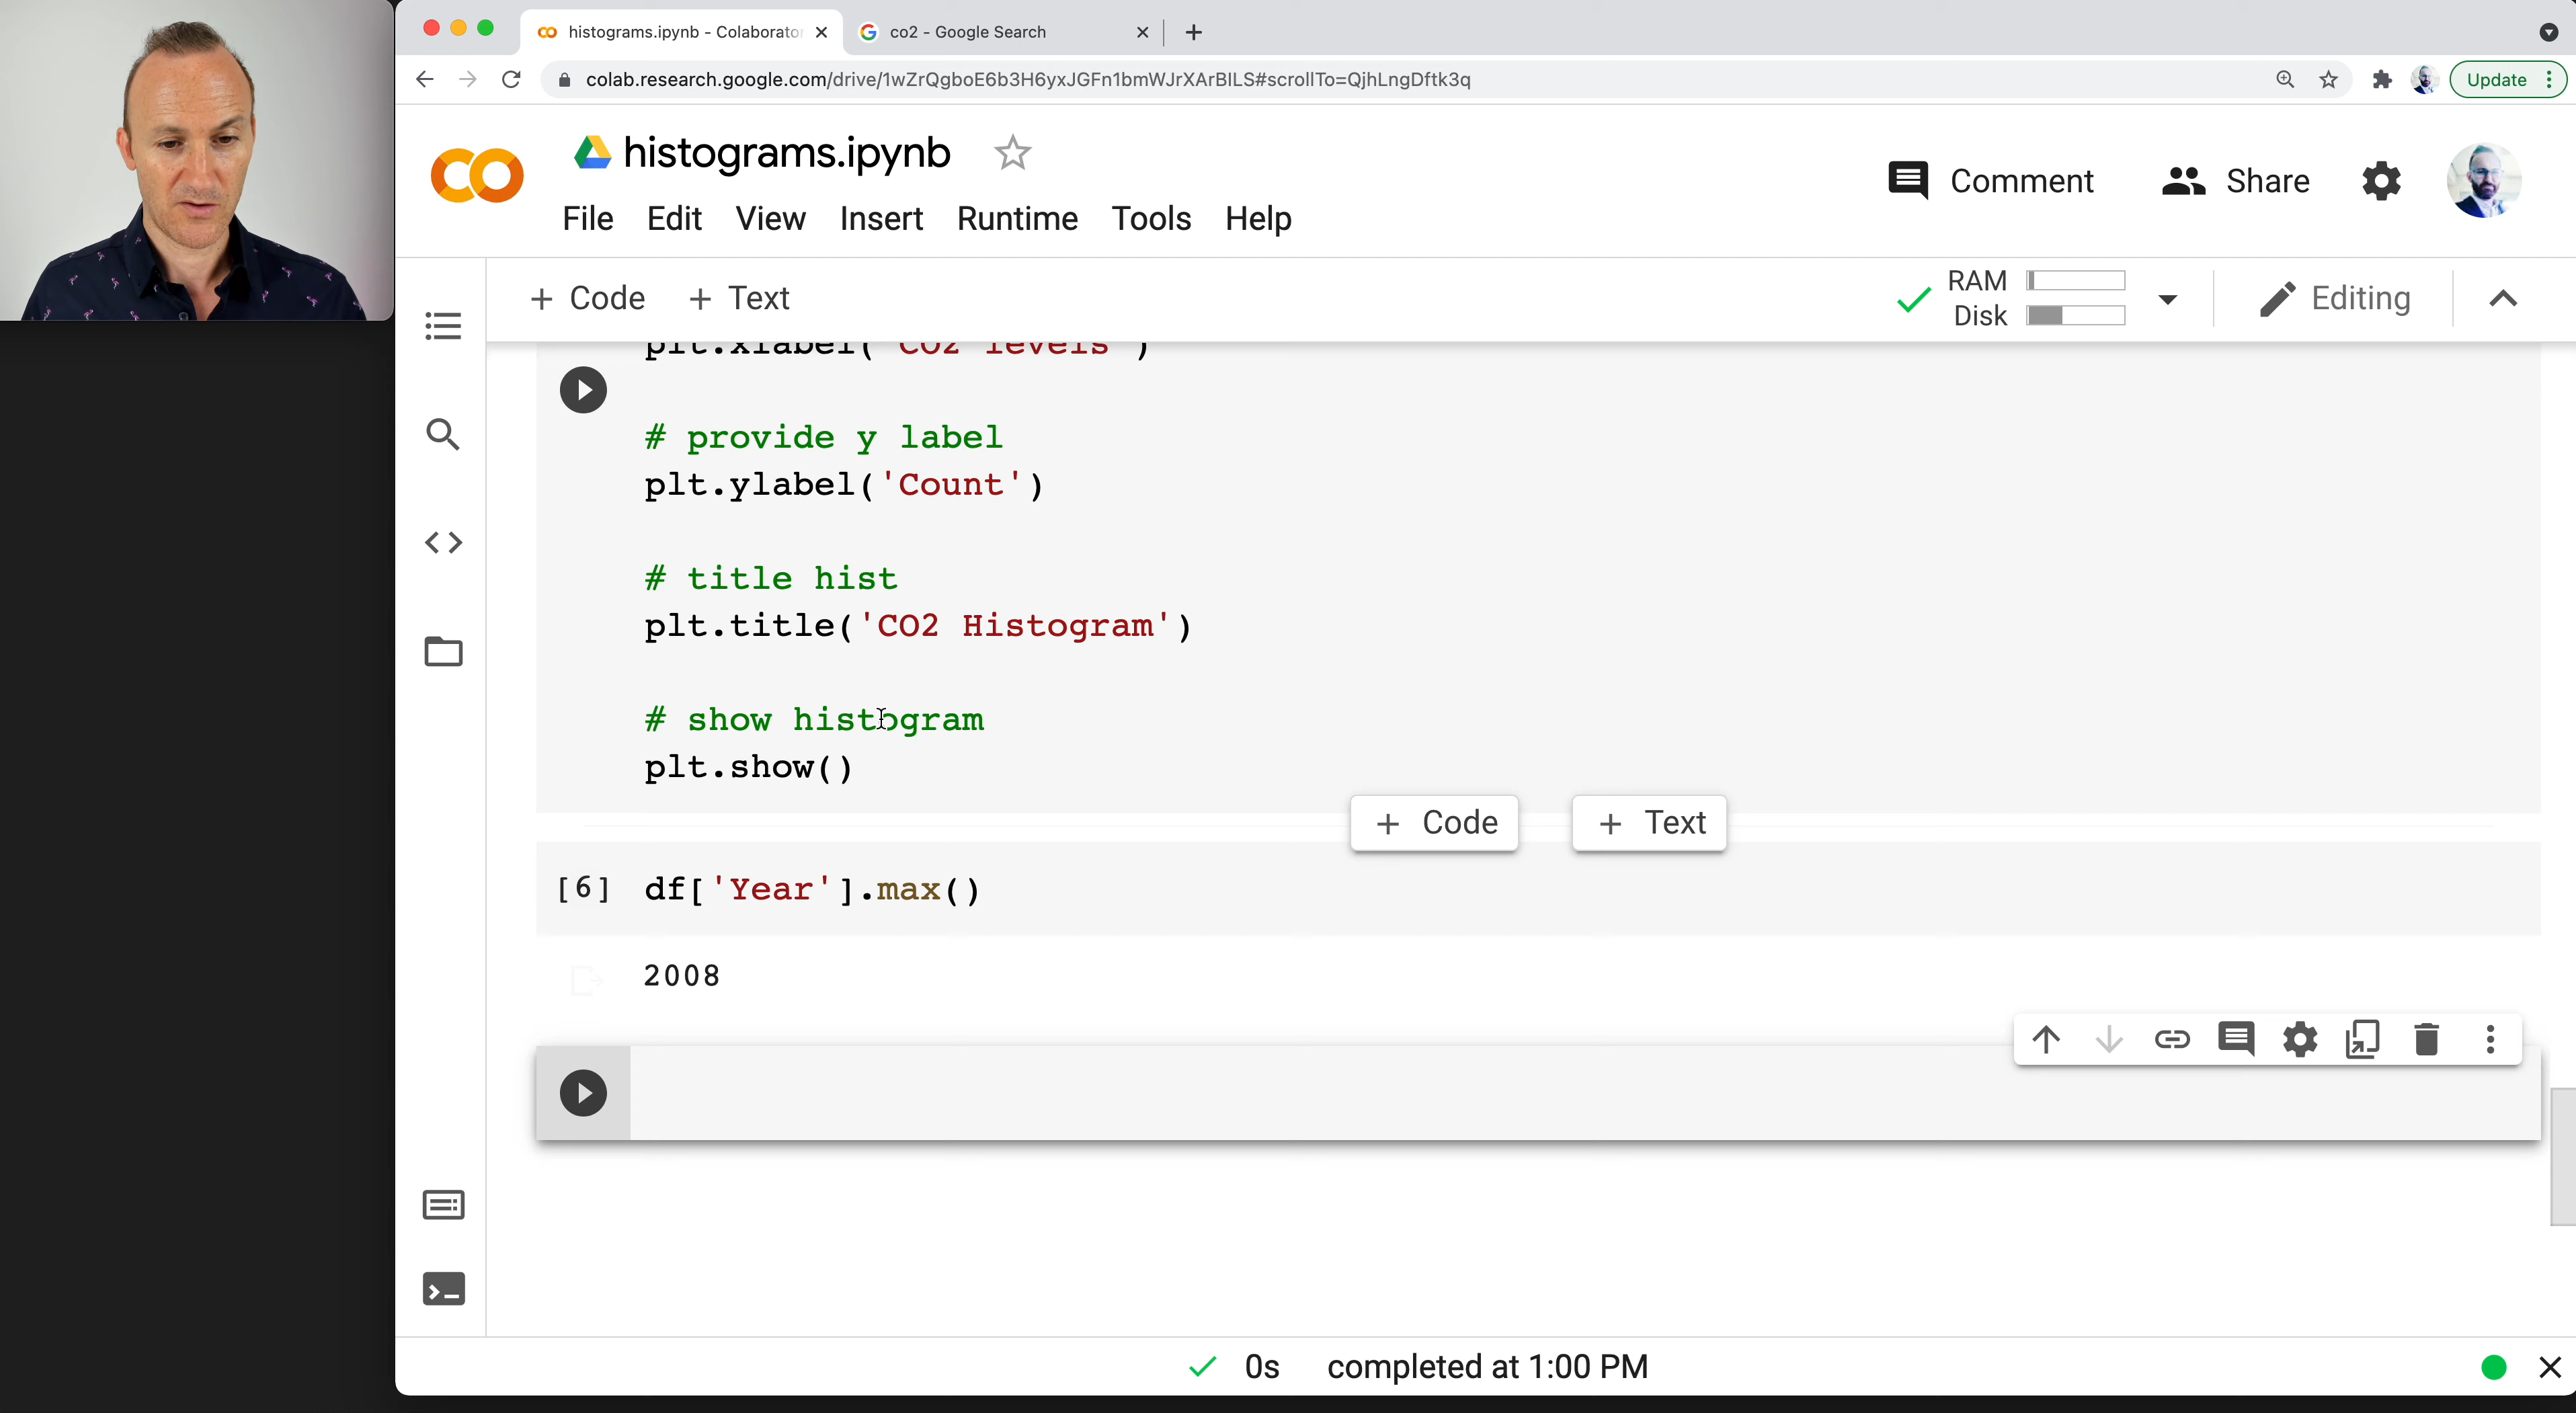 histograms.ipynb - Colaborator
co2 - Google Search
colab.research.google.com/drive/1wZrQgboE6b3H6yxJGFn1bmWJrXArBILS#scrollTo=QjhLngDftk3q
Update
histograms.ipynb
Comment
Share
File Edit View Insert Runtime Tools Help
+ Code + Text
RAM
Disk
Editing
plt.xlabel('CO2 levels')
# provide y label
plt.ylabel('Count')
# title hist
plt.title('CO2 Histogram')
# show histogram
plt.show()
+ Code + Text
[6] df['Year'].max()
2008
0s completed at 1:00 PM